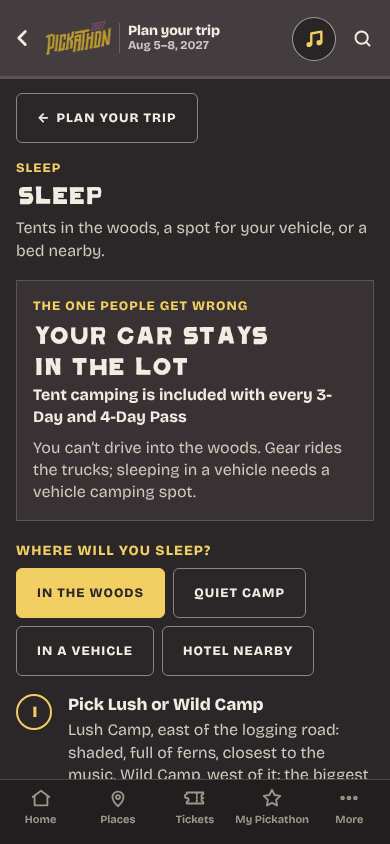 PICKATHON
Plan your trip
Aug 5–8, 2027
← PLAN YOUR TRIP
SLEEP
SLEEP
Tents in the woods, a spot for your vehicle, or a
bed nearby.
THE ONE PEOPLE GET WRONG
YOUR CAR STAYS
IN THE LOT
Tent camping is included with every 3-
Day and 4-Day Pass
You can't drive into the woods. Gear rides
the trucks; sleeping in a vehicle needs a
vehicle camping spot.
WHERE WILL YOU SLEEP?
IN THE WOODS
QUIET CAMP
IN A VEHICLE
HOTEL NEARBY
1
Pick Lush or Wild Camp
Lush Camp, east of the logging road:
shaded, full of ferns, closest to the
music. Wild Camp, west of it: the biggest
Home
Places
Tickets
My Pickathon
More